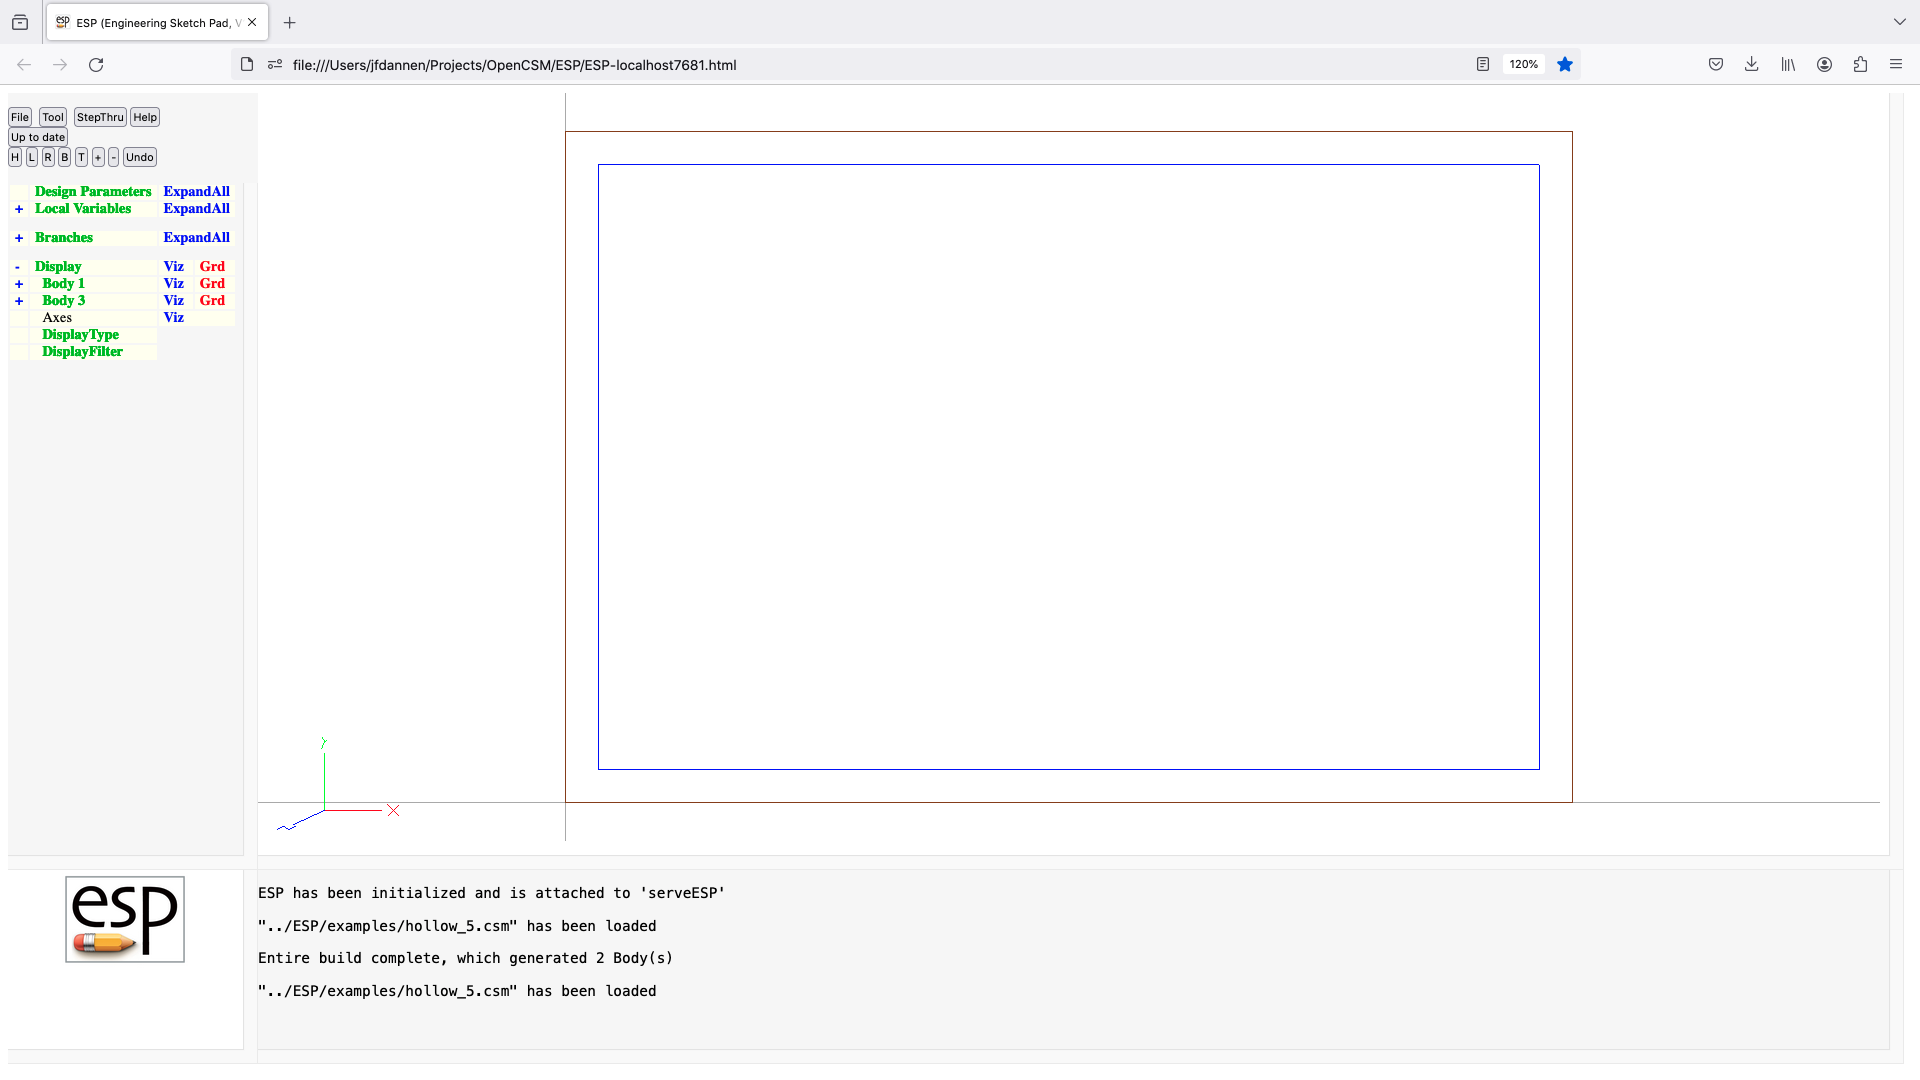 ESP (Engineering Sketch Pad, V
file:///Users/jfdannen/Projects/OpenCSM/ESP/ESP-localhost7681.html 120%
File Tool StepThru Help
Up to date
H L R B T + - Undo
Design Parameters ExpandAll
+ Local Variables ExpandAll
+ Branches ExpandAll
- Display Viz Grd
+ Body 1 Viz Grd
+ Body 3 Viz Grd
Axes Viz
DisplayType
DisplayFilter
Y
X
Z
esp
ESP has been initialized and is attached to 'serveESP'
"../ESP/examples/hollow_5.csm" has been loaded
Entire build complete, which generated 2 Body(s)
"../ESP/examples/hollow_5.csm" has been loaded